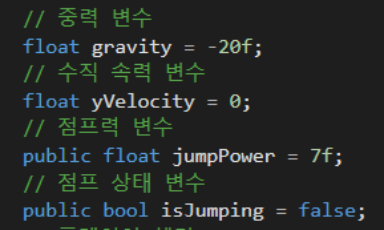 // 중력 변수
float gravity = -20f;
// 수직 속력 변수
float yVelocity = 0;
// 점프력 변수
public float jumpPower = 7f;
// 점프 상태 변수
public bool isJumping = false;